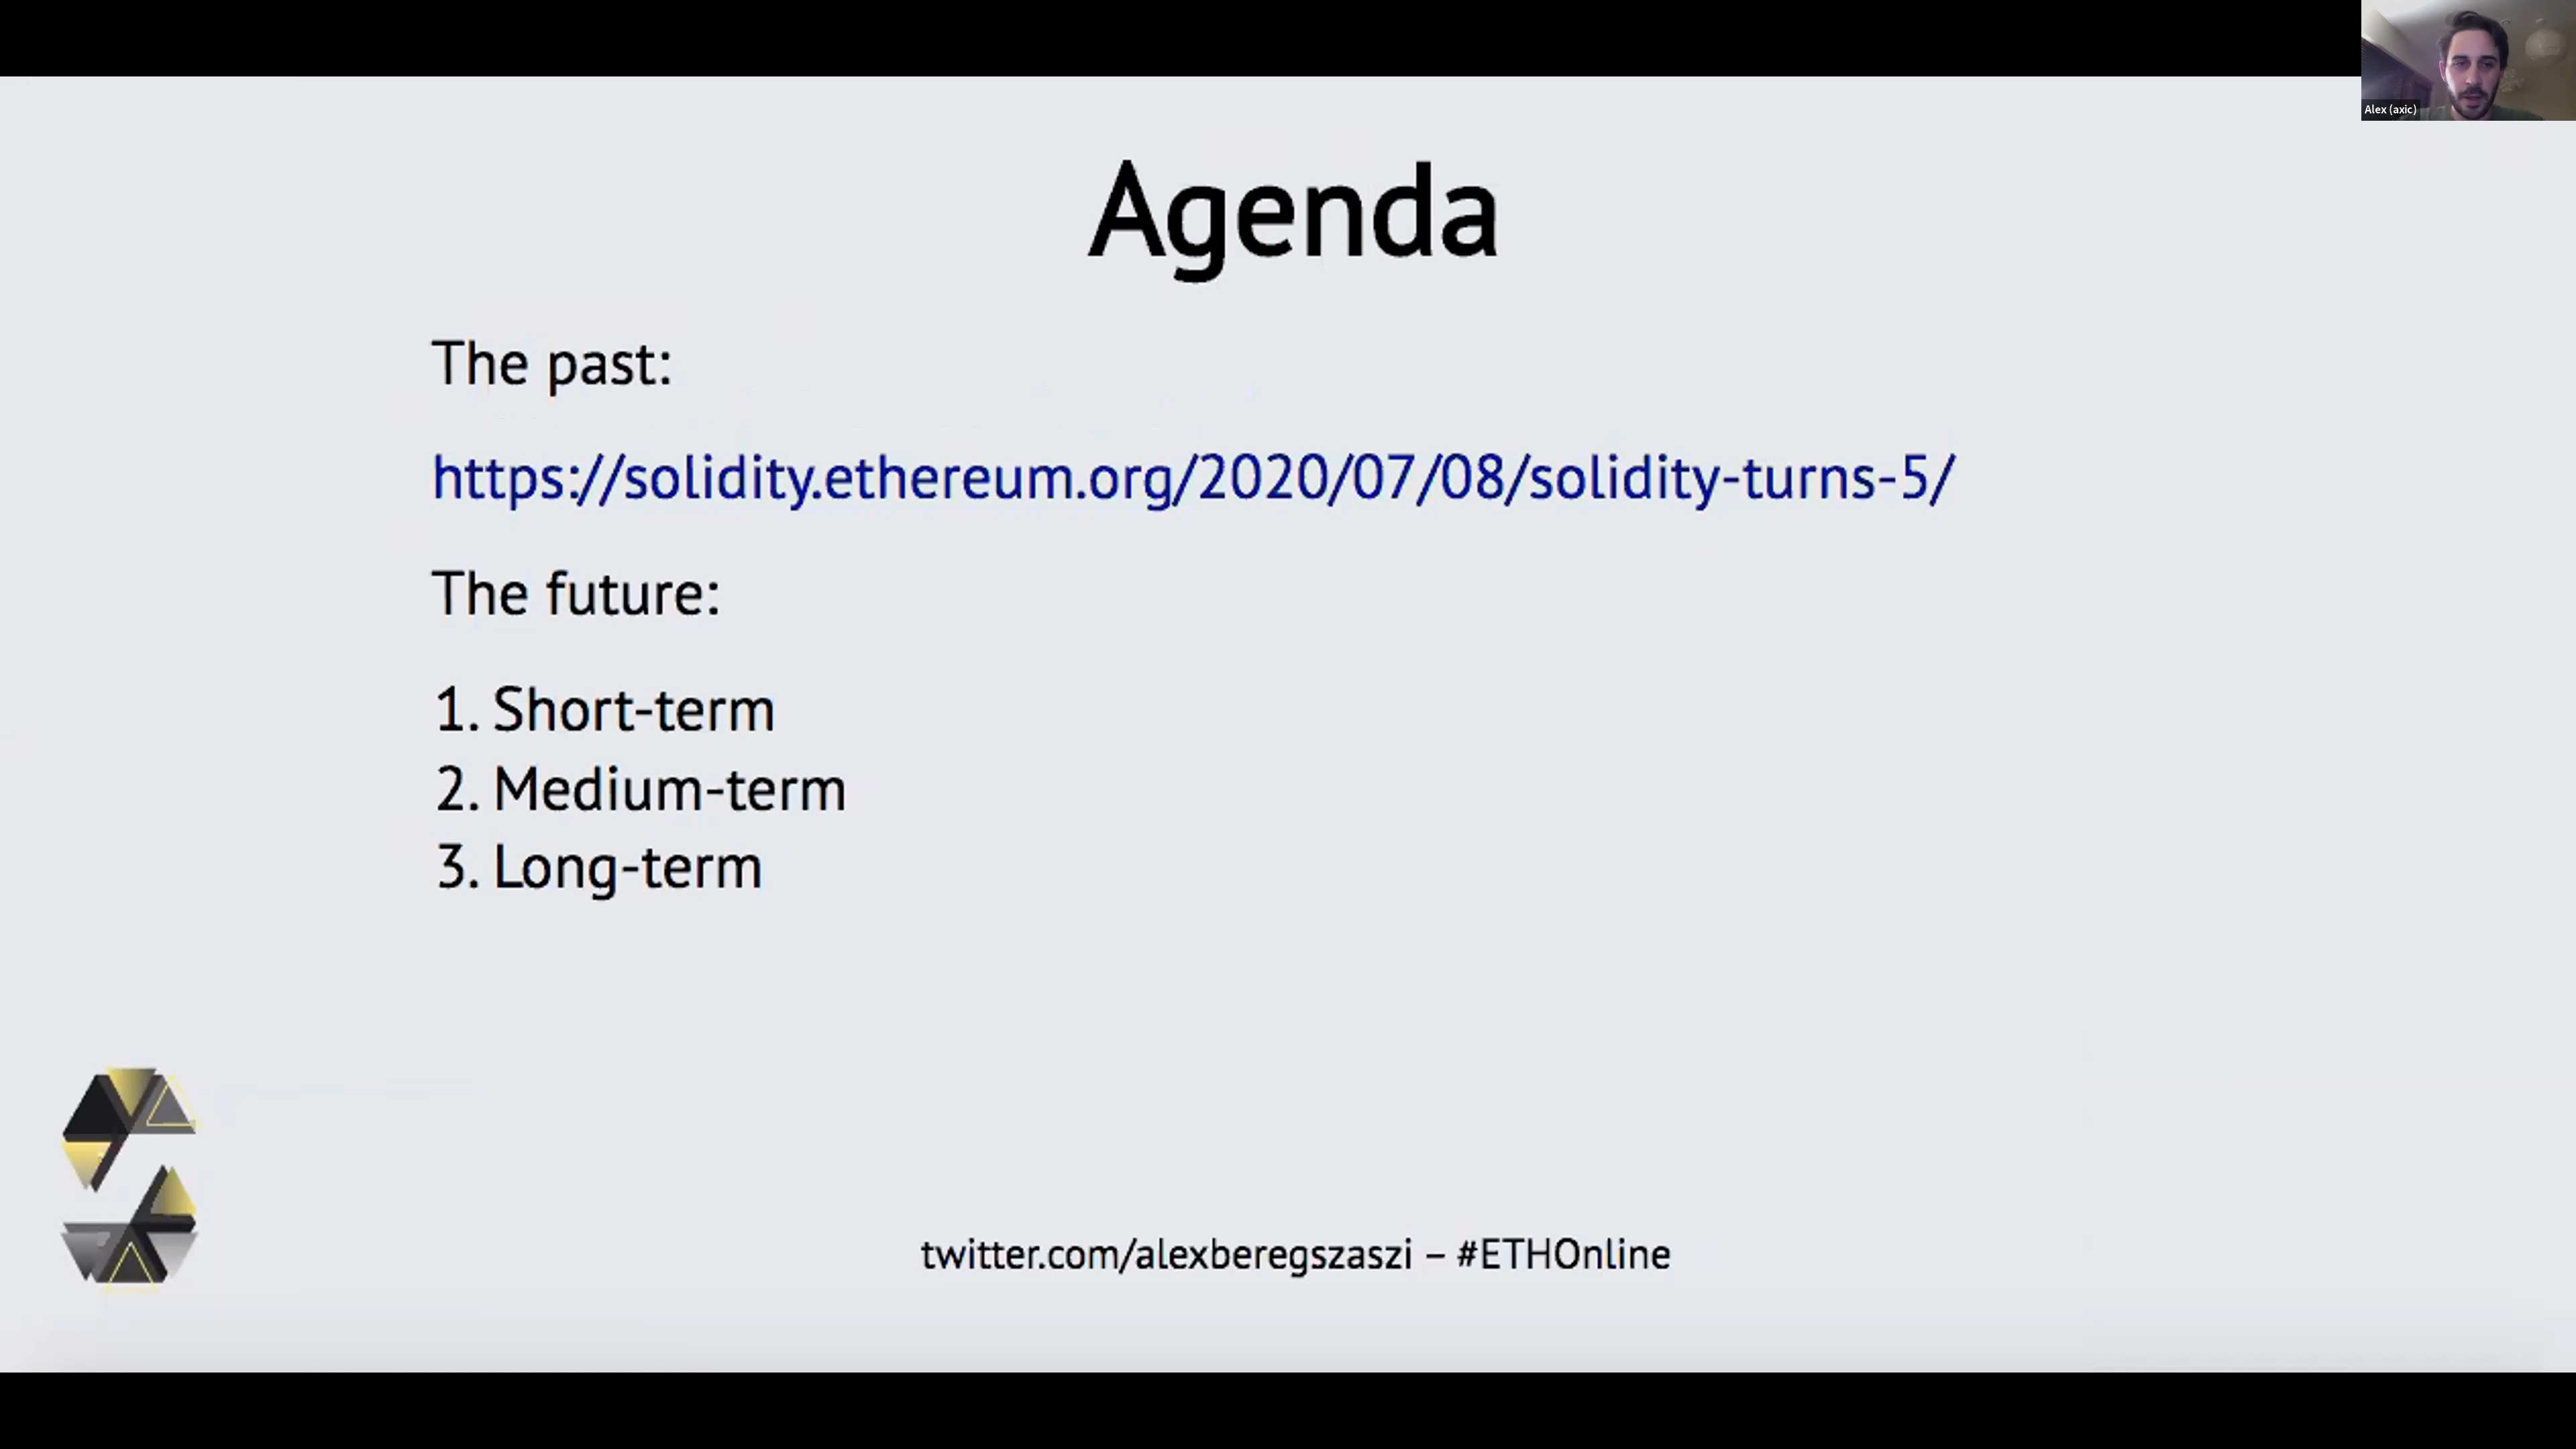 Alex (axic)
Agenda
The past:
https://solidity.ethereum.org/2020/07/08/solidity-turns-5/
The future:
1. Short-term
2. Medium-term
3. Long-term
twitter.com/alexberegszaszi – #ETHOnline